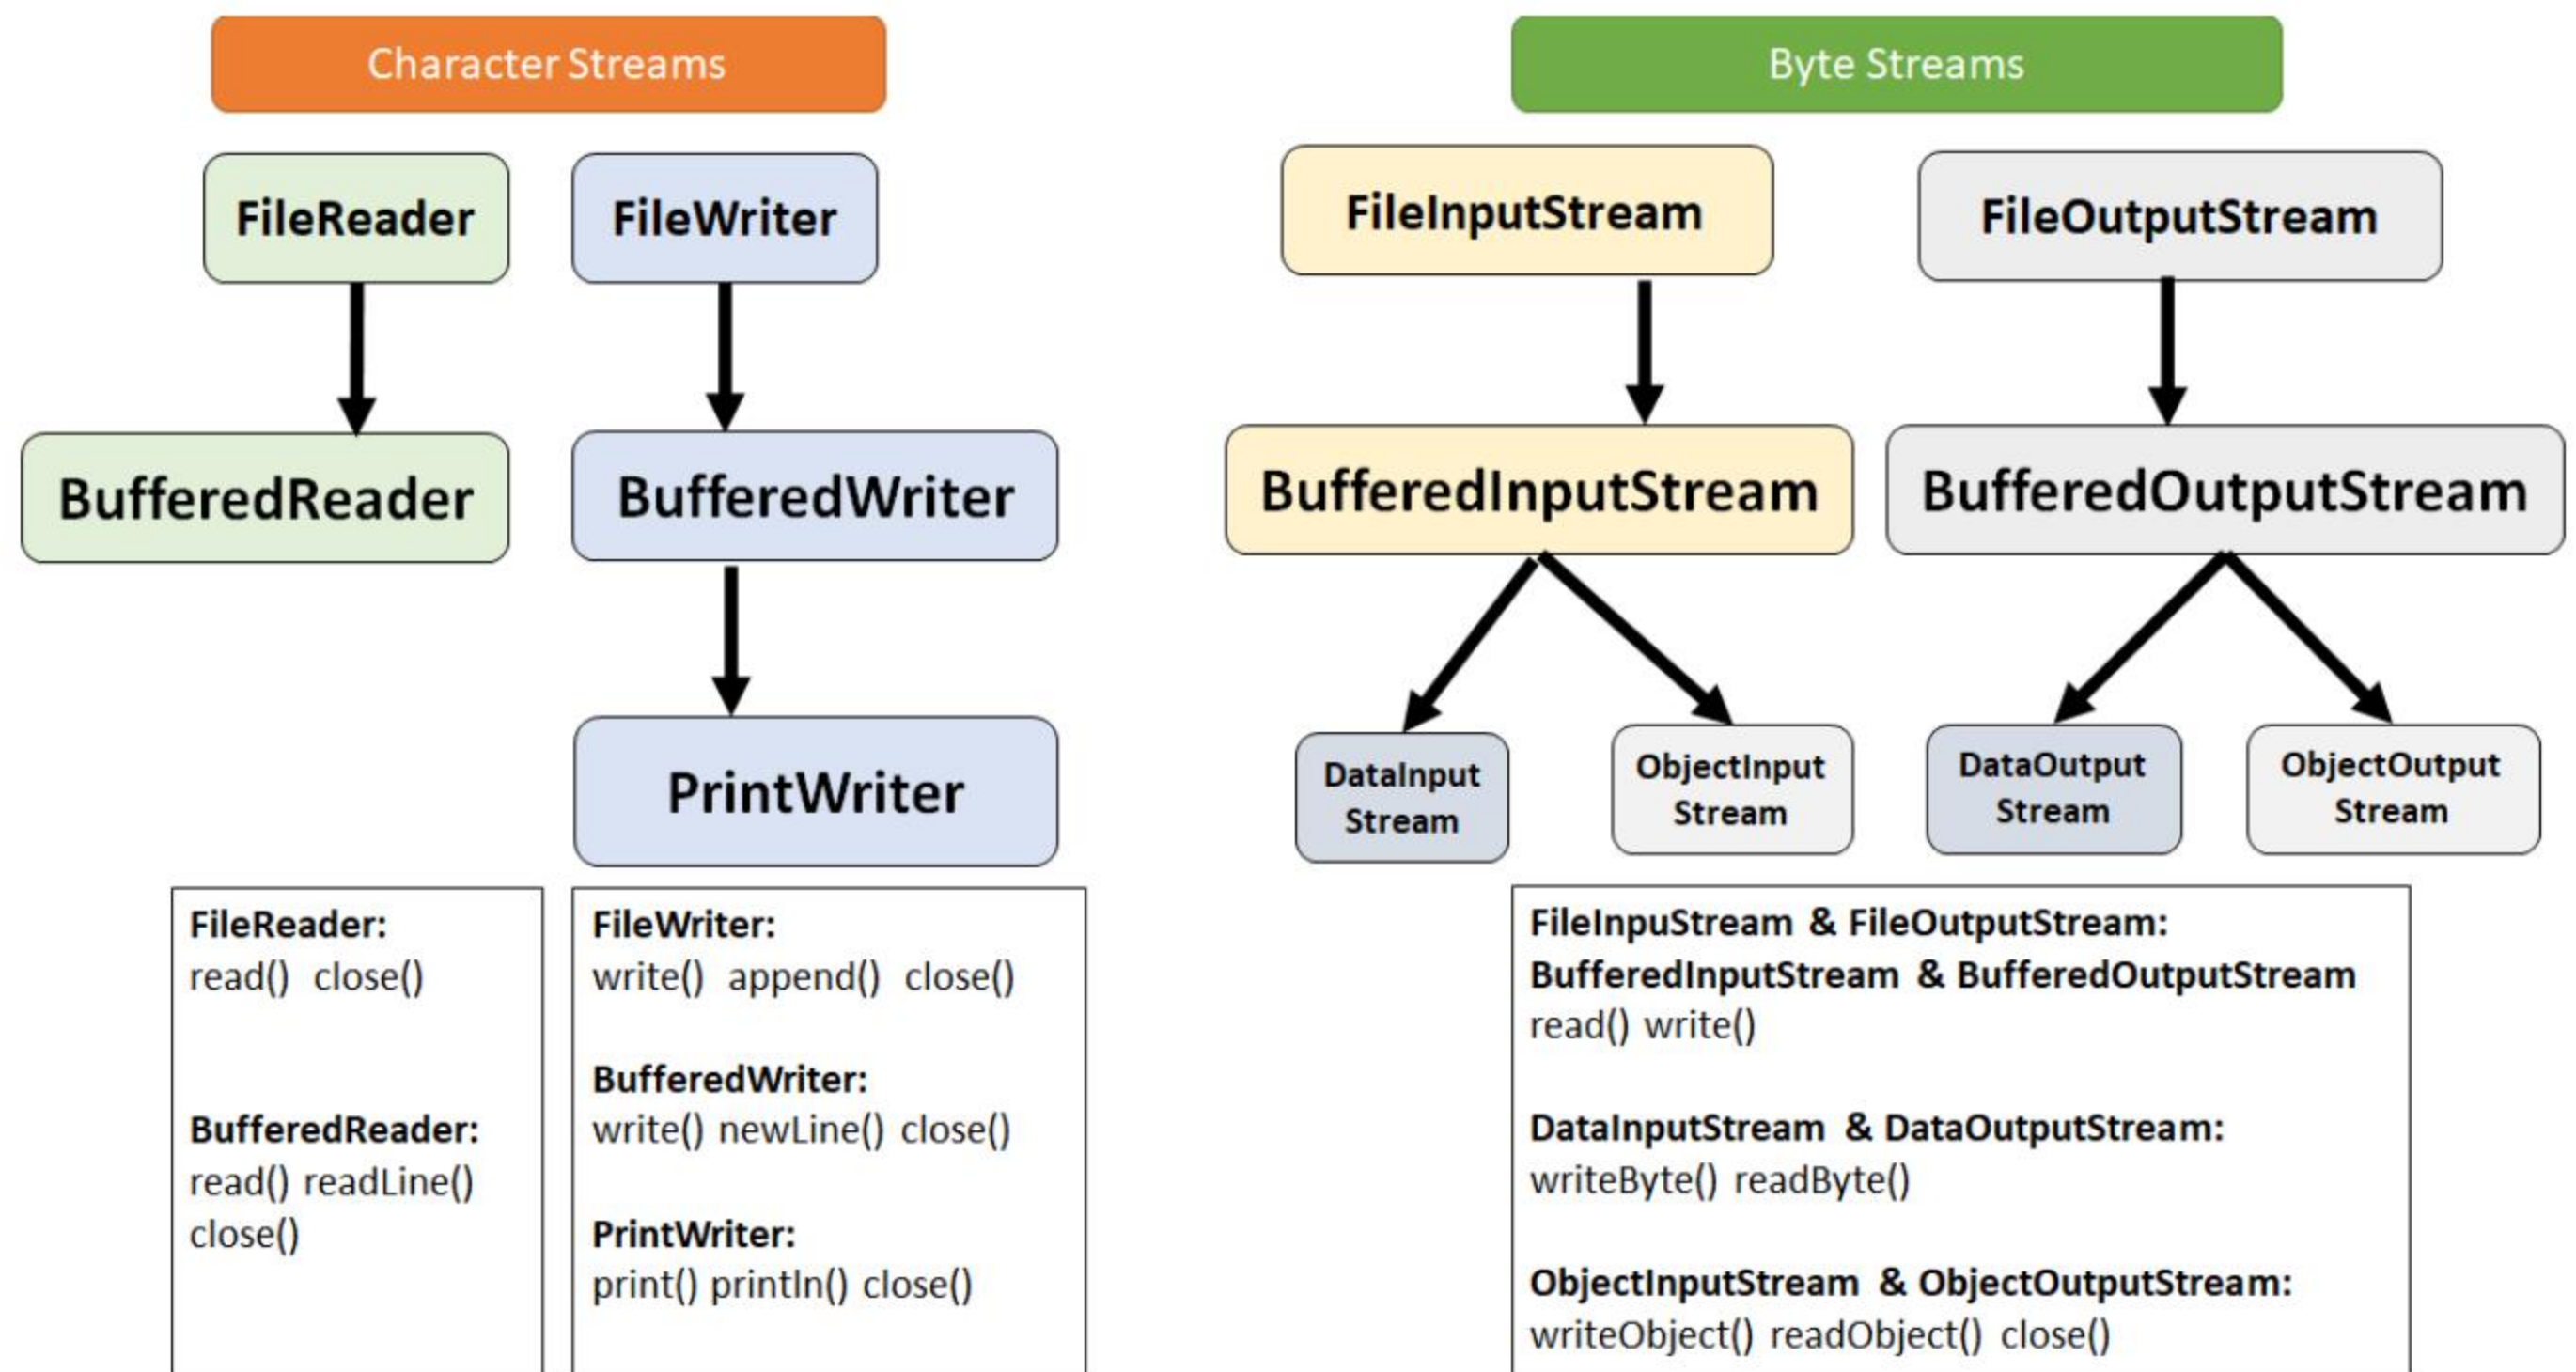 Character Streams
FileReader
FileWriter
BufferedReader
BufferedWriter
PrintWriter
FileReader:
read()  close()
BufferedReader:
read() readLine()
close()
FileWriter:
write()  append()  close()
BufferedWriter:
write() newLine() close()
PrintWriter:
print() println() close()
Byte Streams
FileInputStream
FileOutputStream
BufferedInputStream
BufferedOutputStream
DataInput
Stream
ObjectInput
Stream
DataOutput
Stream
ObjectOutput
Stream
FileInpuStream & FileOutputStream:
BufferedInputStream & BufferedOutputStream
read() write()
DataInputStream & DataOutputStream:
writeByte() readByte()
ObjectInputStream & ObjectOutputStream:
writeObject() readObject() close()